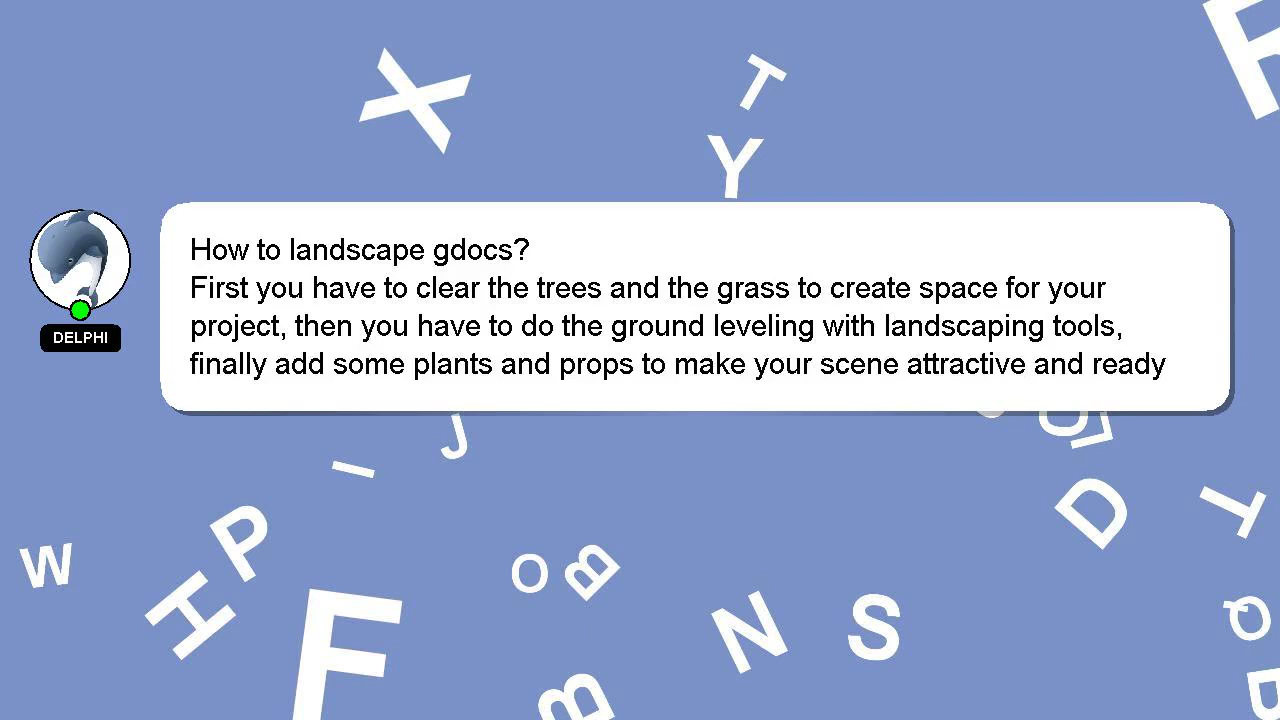 X
T
R
Y
How to landscape gdocs?
First you have to clear the trees and the grass to create space for your
project, then you have to do the ground leveling with landscaping tools,
finally add some plants and props to make your scene attractive and ready
DELPHI
J
I
L
D
T
P
W
H
O
B
F
N
S
Q
B